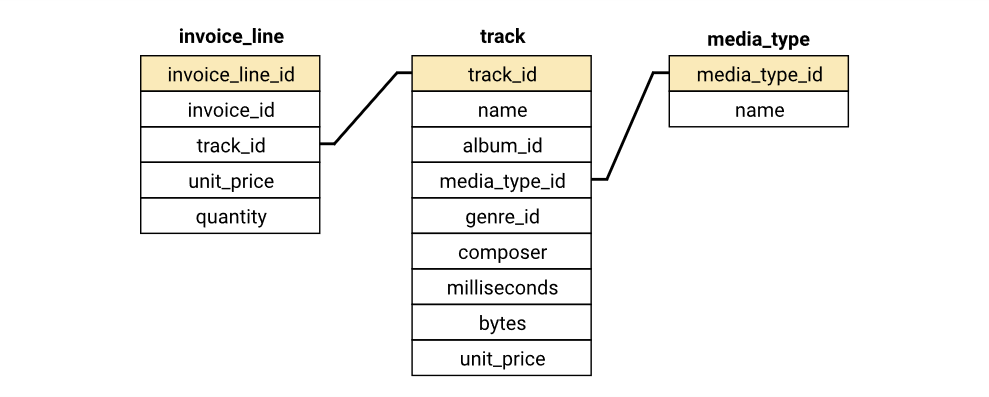 invoice_line
invoice_line_id
invoice_id
track_id
unit_price
quantity
track
track_id
name
album_id
media_type_id
genre_id
composer
milliseconds
bytes
unit_price
media_type
media_type_id
name